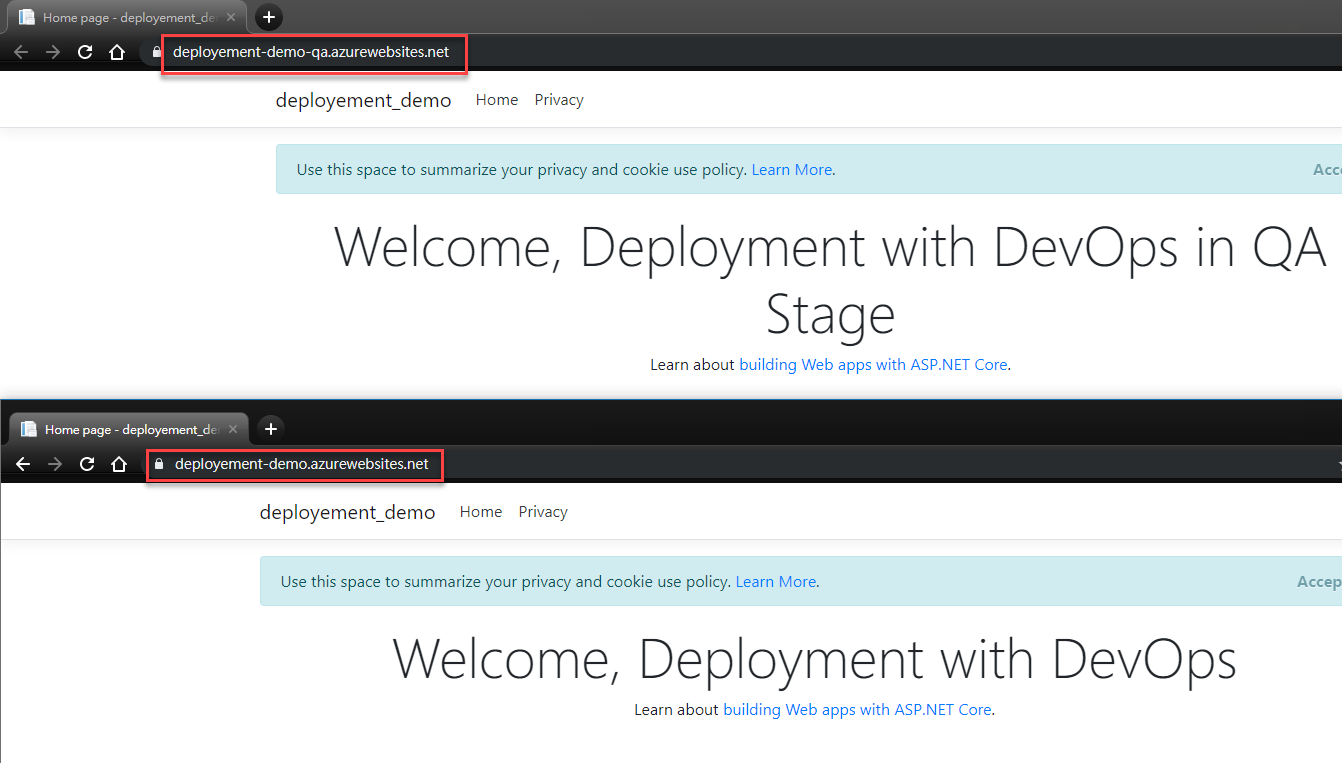 Home page - deployement_de
deployement-demo-qa.azurewebsites.net
deployement_demo Home Privacy
Use this space to summarize your privacy and cookie use policy. Learn More. Acc
Welcome, Deployment with DevOps in QA
Stage
Learn about building Web apps with ASP.NET Core.
Home page - deployement_de
deployement-demo.azurewebsites.net
deployement_demo Home Privacy
Use this space to summarize your privacy and cookie use policy. Learn More. Accep
Welcome, Deployment with DevOps
Learn about building Web apps with ASP.NET Core.